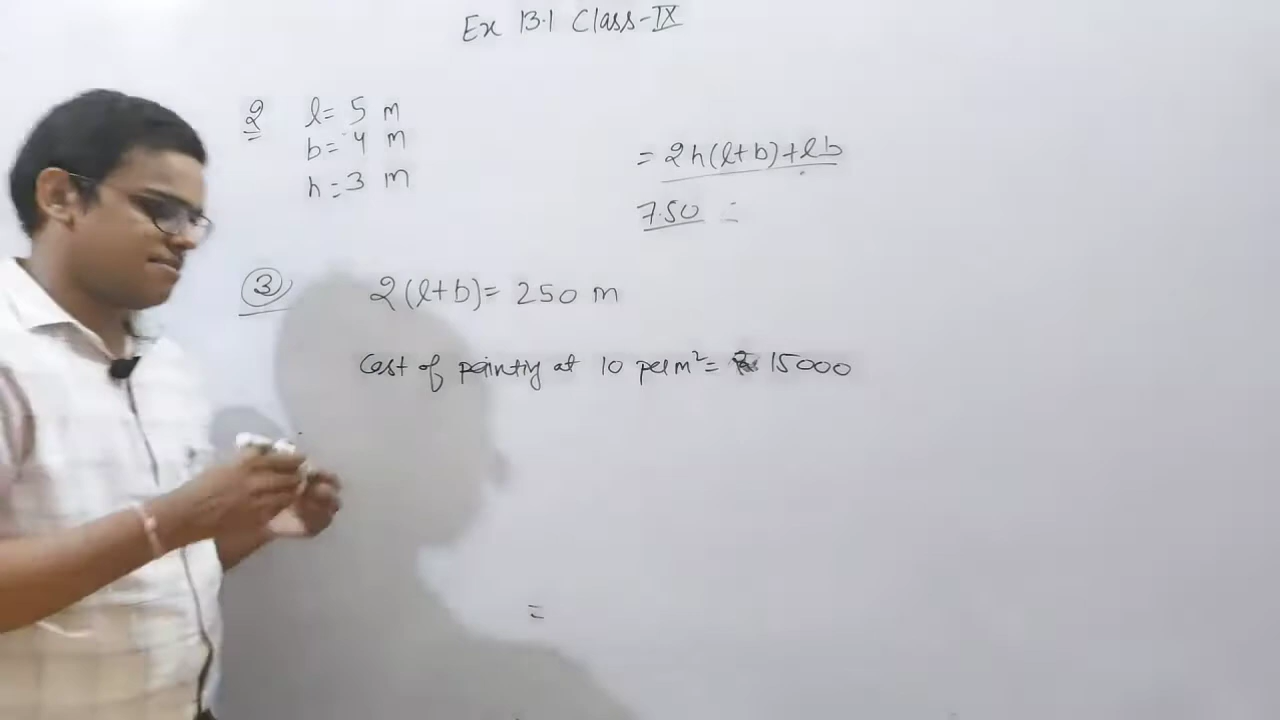 Ex 13.1 Class-IX
2 l= 5 m
b= 4 m
h= 3 m
= 2h(l+b)+lb
7.50 =
3 2(l+b)= 250 m
Cost of painting at 10 per m²= ₹ 15000
=